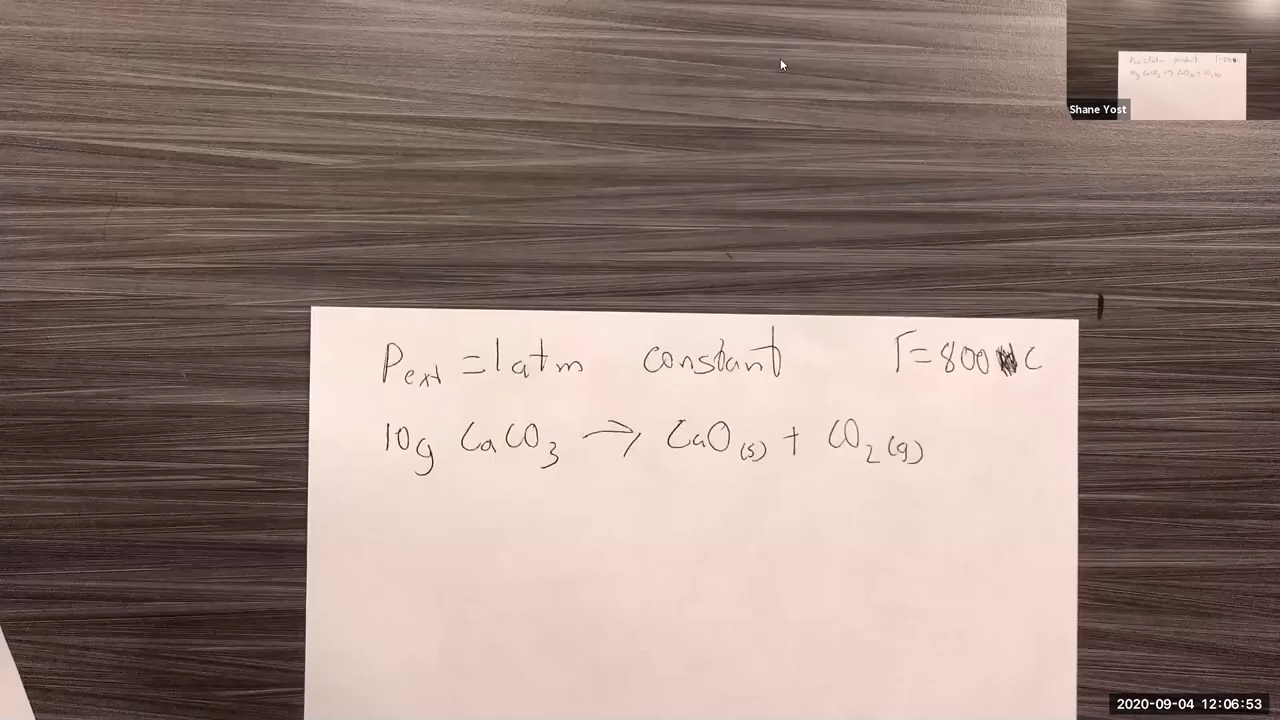 Pext = 1 atm constant T = 800 C
10g CaCO3 → CaO(s) + CO2(g)
Shane Yost
2020-09-04 12:06:53